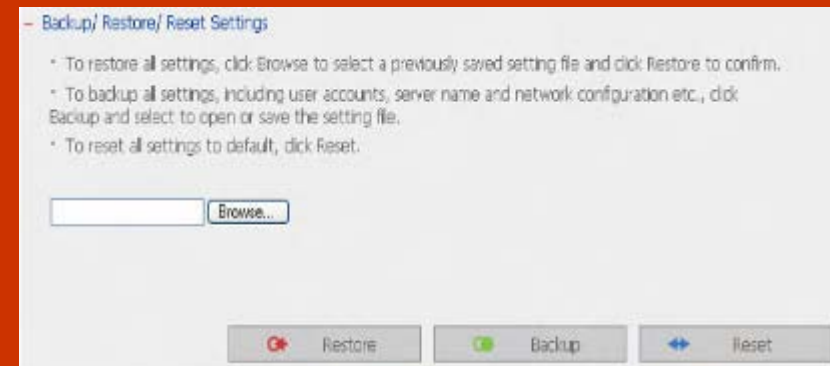 – Backup/ Restore/ Reset Settings
* To restore all settings, click Browse to select a previously saved setting file and click Restore to confirm.
* To backup all settings, including user accounts, server name and network configuration etc., click
Backup and select to open or save the setting file.
* To reset all settings to default, click Reset.
Browse...
Restore Backup Reset